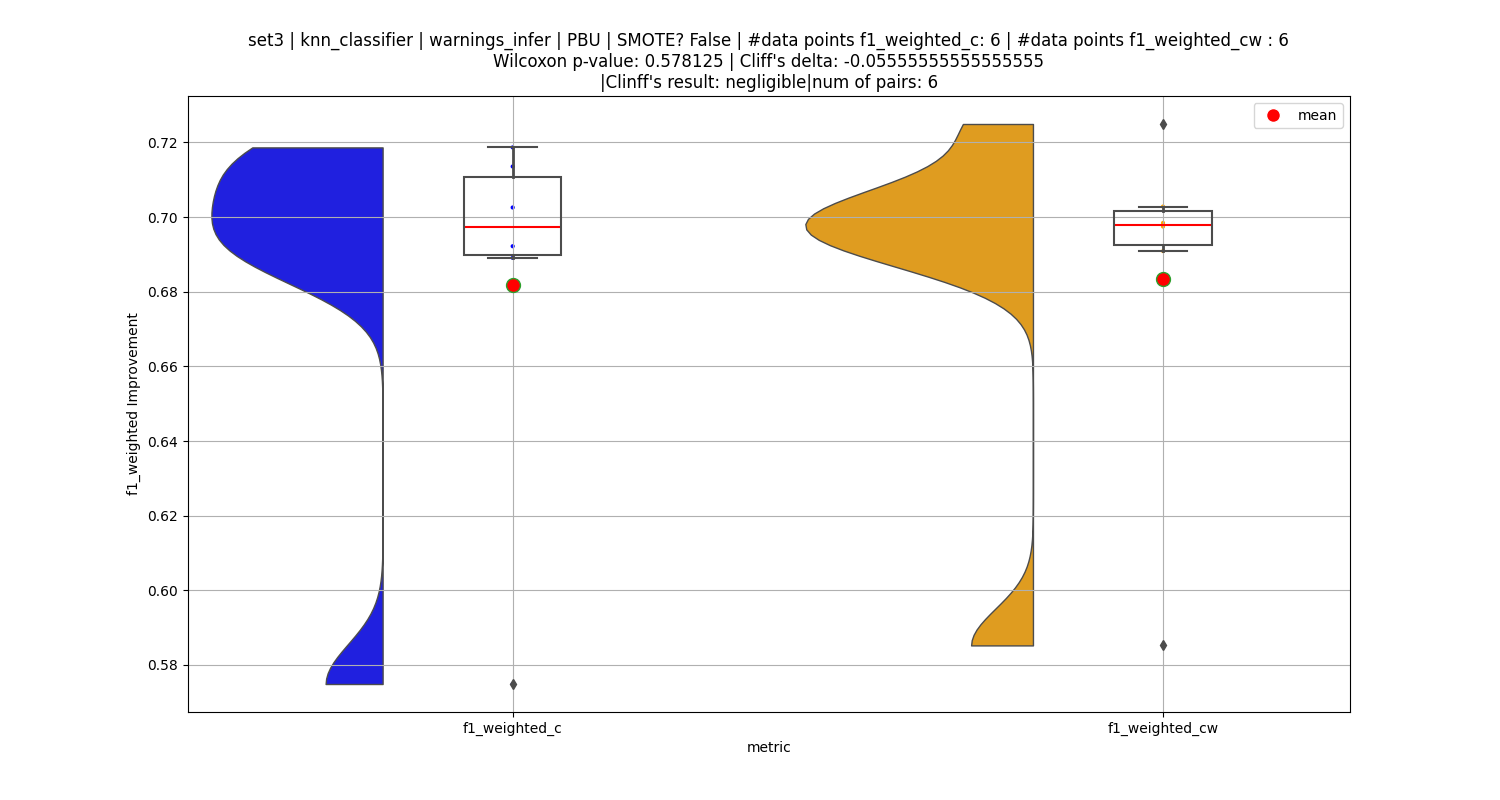 set3 | knn_classifier | warnings_infer | PBU | SMOTE? False | #data points f1_weighted_c: 6 | #data points f1_weighted_cw : 6
Wilcoxon p-value: 0.578125 | Cliff's delta: -0.05555555555555555
|Clinff's result: negligible|num of pairs: 6
mean
0.72
0.70
0.68
0.66
0.64
0.62
0.60
0.58
f1_weighted Improvement
f1_weighted_c
f1_weighted_cw
metric